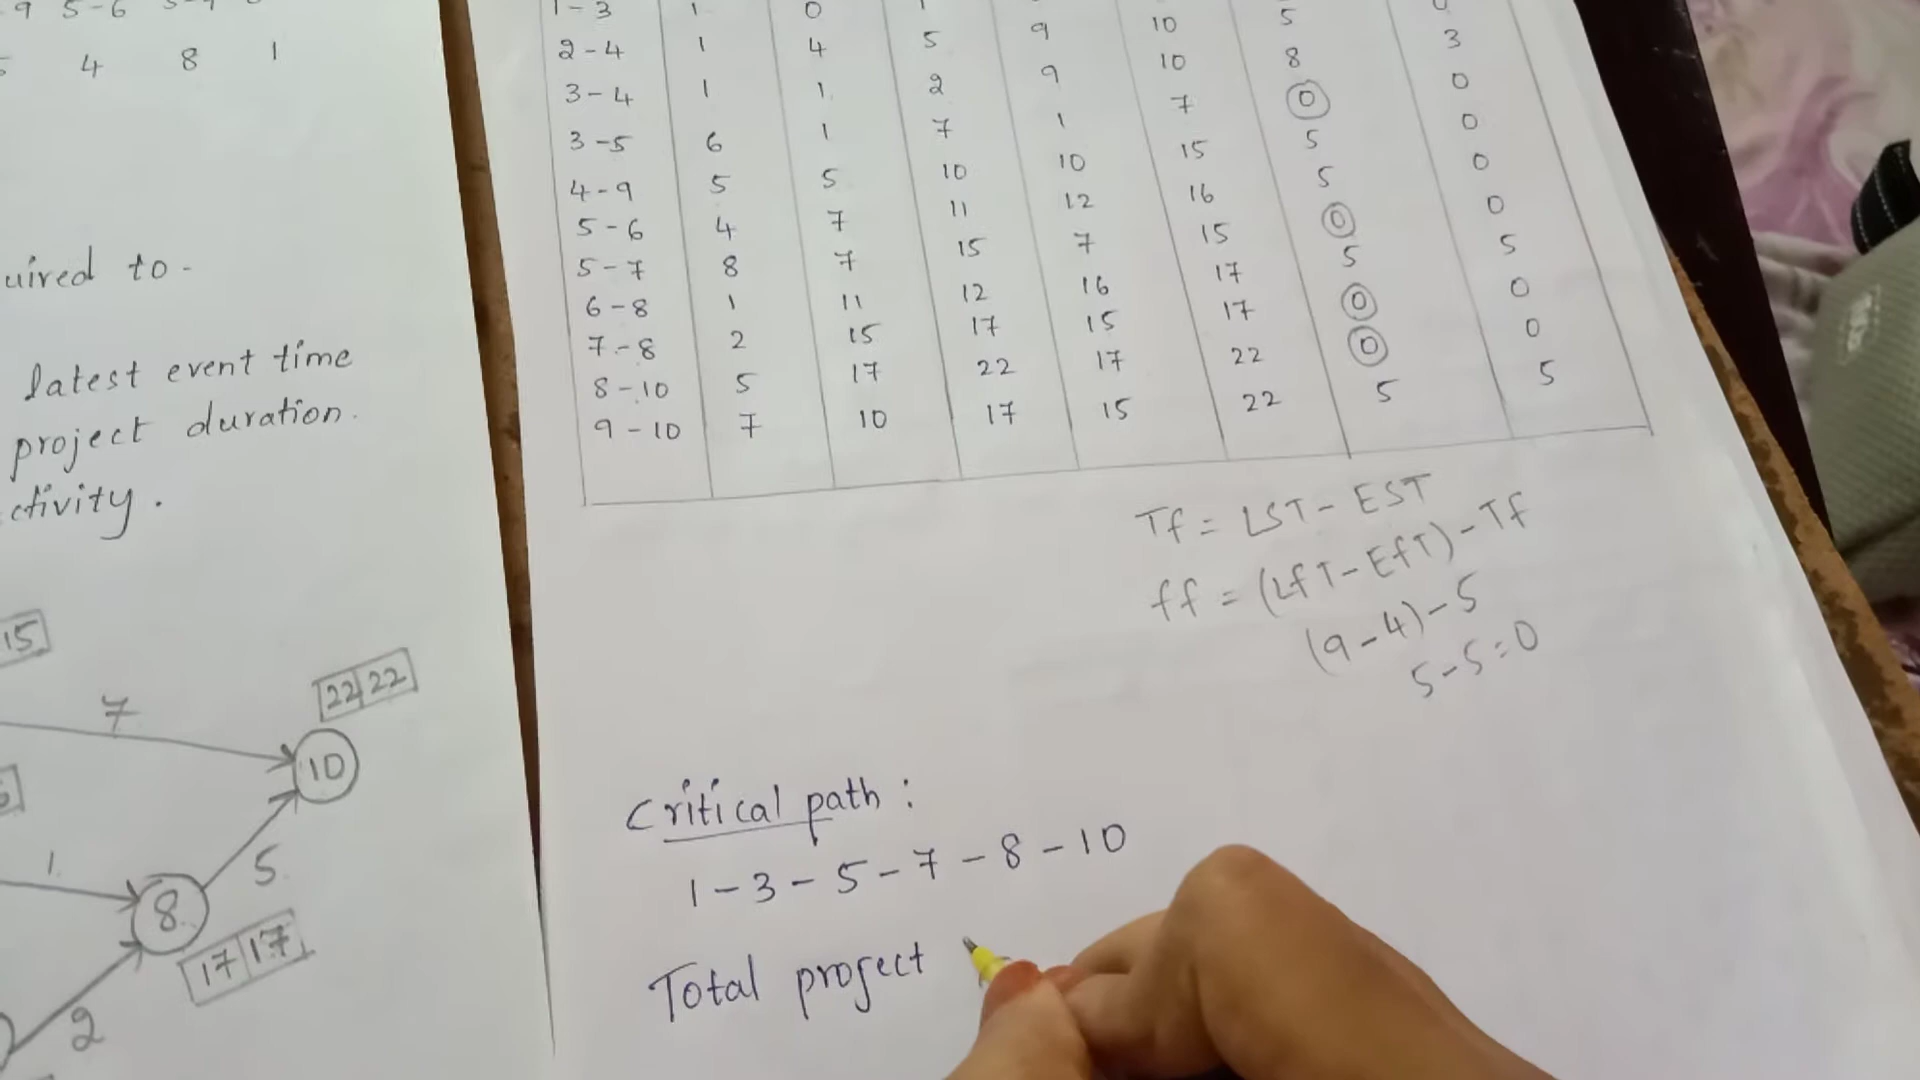 9 5-6
4 8 1
uired to -
latest event time
project duration.
ctivity.
15
7
22 22
10
1
5
8
17 17
2
1-3 1 0
2-4 1 4 5 9 10 5
3-4 1 1 2 9 10 8 3
3-5 6 1 7 1 7 0 0
4-9 5 5 10 10 15 5 0
5-6 4 7 11 12 16 5 0
5-7 8 7 15 7 15 0 0
6-8 1 11 12 16 17 5 5
7-8 2 15 17 15 17 0 0
8-10 5 17 22 17 22 0 0
9-10 7 10 17 15 22 5 5
Tf = LST - EST
ff = (LfT - EfT) - Tf
(9-4) - 5
5-5=0
Critical path :
1-3-5-7-8-10
Total project